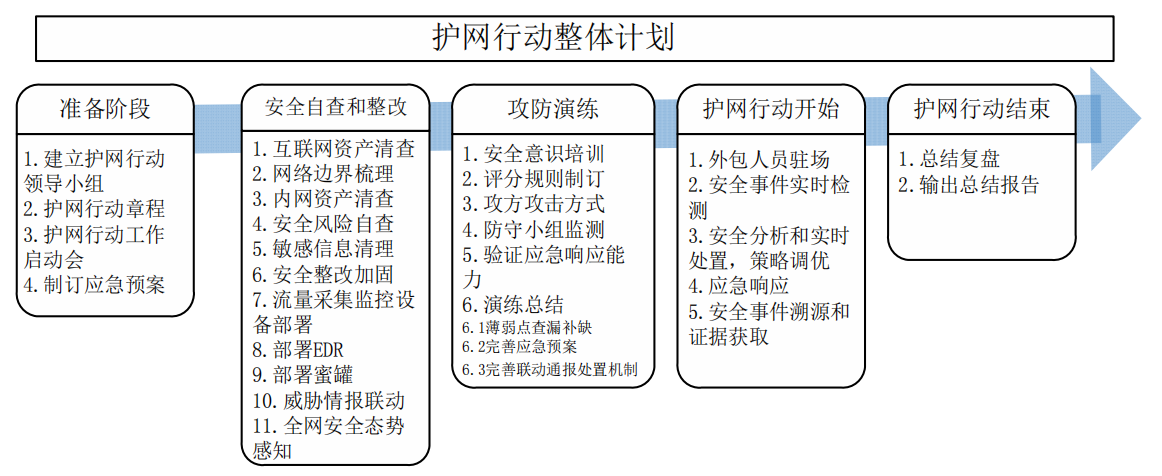 护网行动整体计划
准备阶段
1.建立护网行动
领导小组
2.护网行动章程
3.护网行动工作
启动会
4.制订应急预案
安全自查和整改
1.互联网资产清查
2.网络边界梳理
3.内网资产清查
4.安全风险自查
5.敏感信息清理
6.安全整改加固
7.流量采集监控设
备部署
8.部署EDR
9.部署蜜罐
10.威胁情报联动
11.全网安全态势
感知
攻防演练
1.安全意识培训
2.评分规则制订
3.攻方攻击方式
4.防守小组监测
5.验证应急响应能
力
6.演练总结
6.1薄弱点查漏补缺
6.2完善应急预案
6.3完善联动通报处置机制
护网行动开始
1.外包人员驻场
2.安全事件实时检
测
3.安全分析和实时
处置，策略调优
4.应急响应
5.安全事件溯源和
证据获取
护网行动结束
1.总结复盘
2.输出总结报告